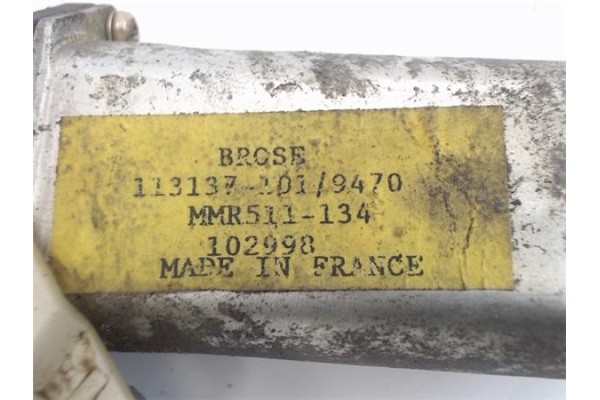 BROSE
113137-101/9470
MMR511-134
102998
MADE IN FRANCE